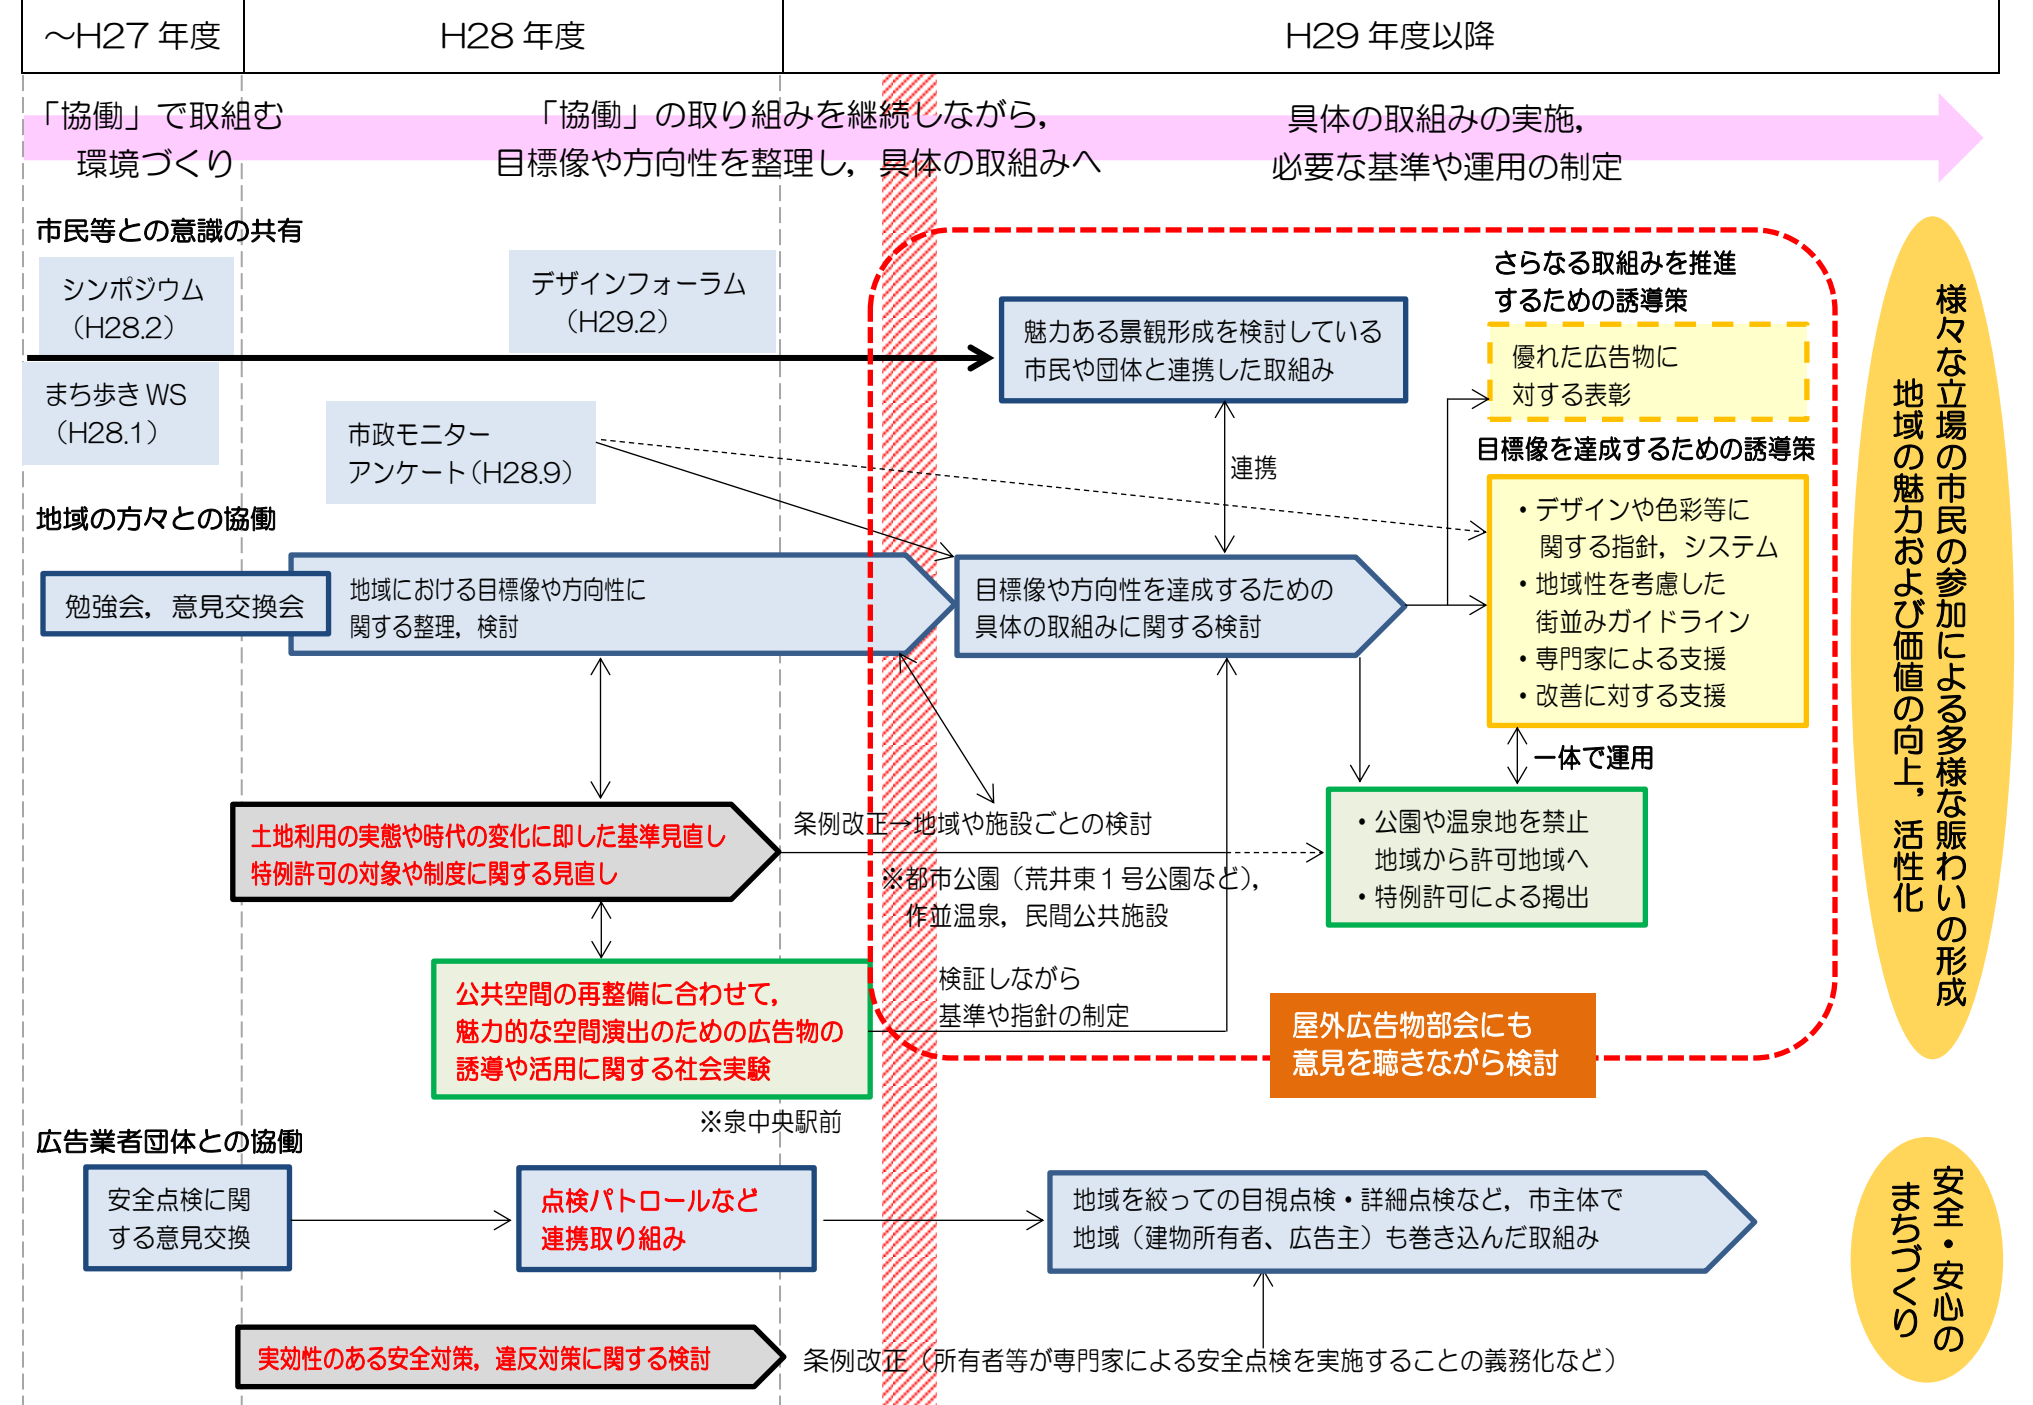 ～H27 年度
H28 年度
H29 年度以降
「協働」で取組む
環境づくり
「協働」の取り組みを継続しながら，
目標像や方向性を整理し，具体の取組みへ
具体の取組みの実施，
必要な基準や運用の制定
市民等との意識の共有
シンポジウム
（H28.2）
デザインフォーラム
（H29.2）
まち歩き WS
（H28.1）
市政モニター
アンケート（H28.9）
魅力ある景観形成を検討している
市民や団体と連携した取組み
さらなる取組みを推進
するための誘導策
優れた広告物に
対する表彰
連携
目標像を達成するための誘導策
・デザインや色彩等に
関する指針，システム
・地域性を考慮した
街並みガイドライン
・専門家による支援
・改善に対する支援
地域の方々との協働
勉強会，意見交換会
地域における目標像や方向性に
関する整理，検討
目標像や方向性を達成するための
具体の取組みに関する検討
一体で運用
土地利用の実態や時代の変化に即した基準見直し
特例許可の対象や制度に関する見直し
条例改正→地域や施設ごとの検討
※都市公園（荒井東１号公園など），
作並温泉，民間公共施設
・公園や温泉地を禁止
地域から許可地域へ
・特例許可による掲出
公共空間の再整備に合わせて，
魅力的な空間演出のための広告物の
誘導や活用に関する社会実験
※泉中央駅前
検証しながら
基準や指針の制定
屋外広告物部会にも
意見を聴きながら検討
様々な立場の市民の参加による多様な賑わいの形成
地域の魅力および価値の向上，活性化
広告業者団体との協働
安全点検に関
する意見交換
点検パトロールなど
連携取り組み
地域を絞っての目視点検・詳細点検など，市主体で
地域（建物所有者、広告主）も巻き込んだ取組み
実効性のある安全対策，違反対策に関する検討
条例改正（所有者等が専門家による安全点検を実施することの義務化など）
安全・安心の
まちづくり